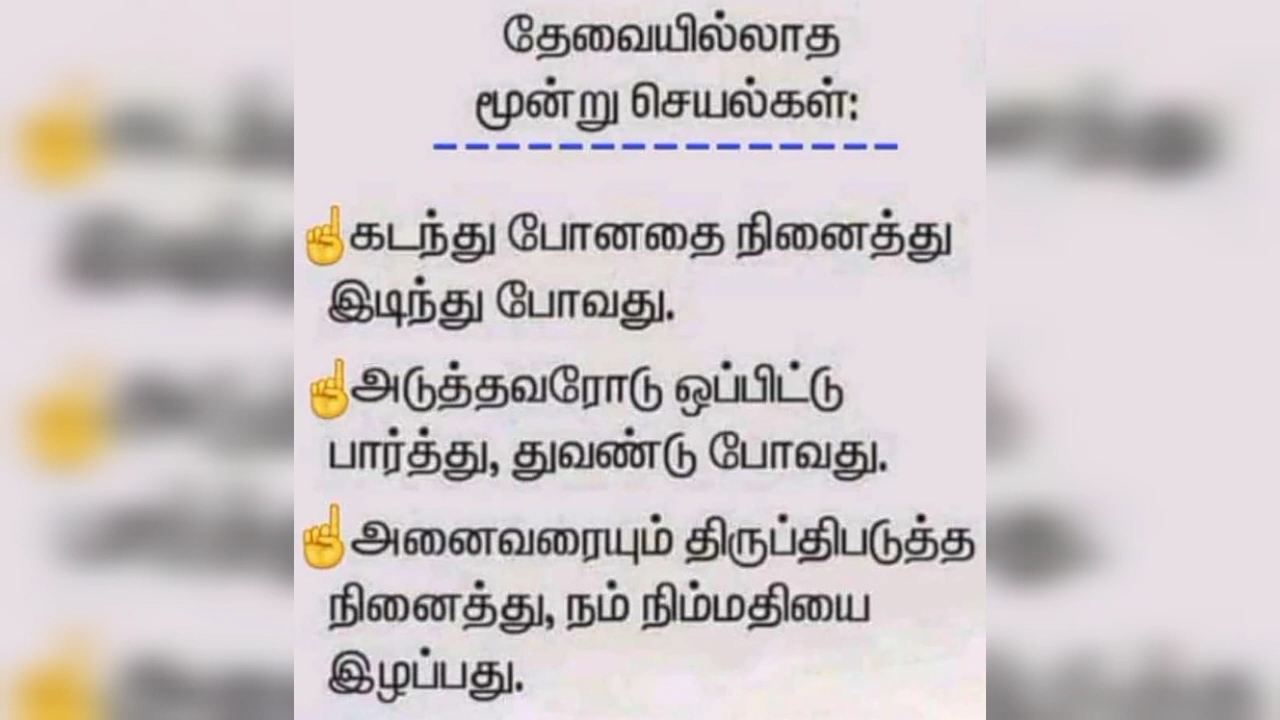 தேவையில்லாத
மூன்று செயல்கள்:
☝கடந்து போனதை நினைத்து
இடிந்து போவது.
☝அடுத்தவரோடு ஒப்பிட்டு
பார்த்து, துவண்டு போவது.
☝அனைவரையும் திருப்திபடுத்த
நினைத்து, நம் நிம்மதியை
இழப்பது.